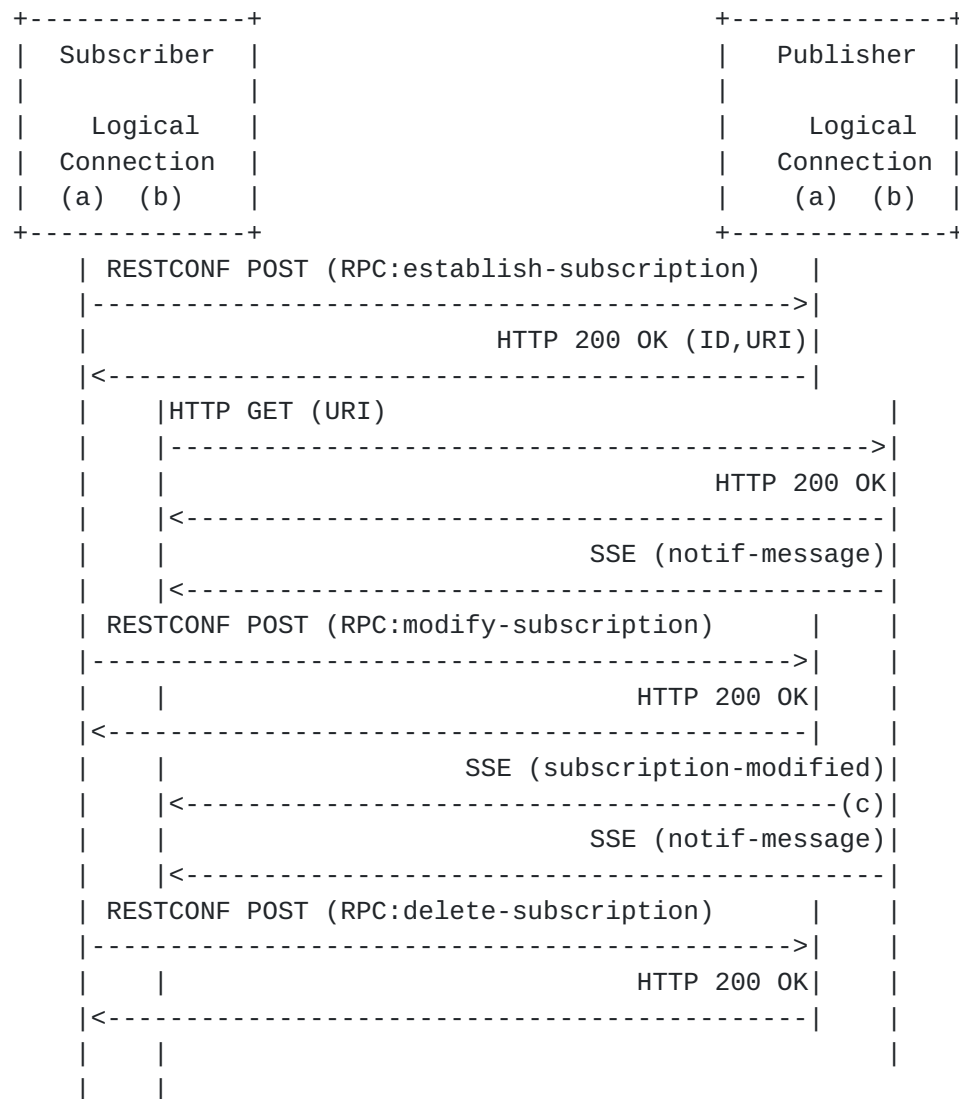 +--------------+                             +--------------+
|  Subscriber  |                             |   Publisher  |
|              |                             |              |
|    Logical   |                             |     Logical  |
|  Connection  |                             |   Connection |
|  (a)  (b)    |                             |    (a)  (b)  |
+--------------+                             +--------------+
    | RESTCONF POST (RPC:establish-subscription)   |
    |--------------------------------------------->|
    |                          HTTP 200 OK (ID,URI)|
    |<---------------------------------------------|
    |    |HTTP GET (URI)                                |
    |    |--------------------------------------------->|
    |    |                                   HTTP 200 OK|
    |    |<---------------------------------------------|
    |    |                           SSE (notif-message)|
    |    |<---------------------------------------------|
    | RESTCONF POST (RPC:modify-subscription)      |    |
    |--------------------------------------------->|    |
    |    |                              HTTP 200 OK|    |
    |<---------------------------------------------|    |
    |    |                   SSE (subscription-modified)|
    |    |<------------------------------------------(c)|
    |    |                           SSE (notif-message)|
    |    |<---------------------------------------------|
    | RESTCONF POST (RPC:delete-subscription)      |    |
    |--------------------------------------------->|    |
    |    |                              HTTP 200 OK|    |
    |<---------------------------------------------|    |
    |    |                                              |
    |    |